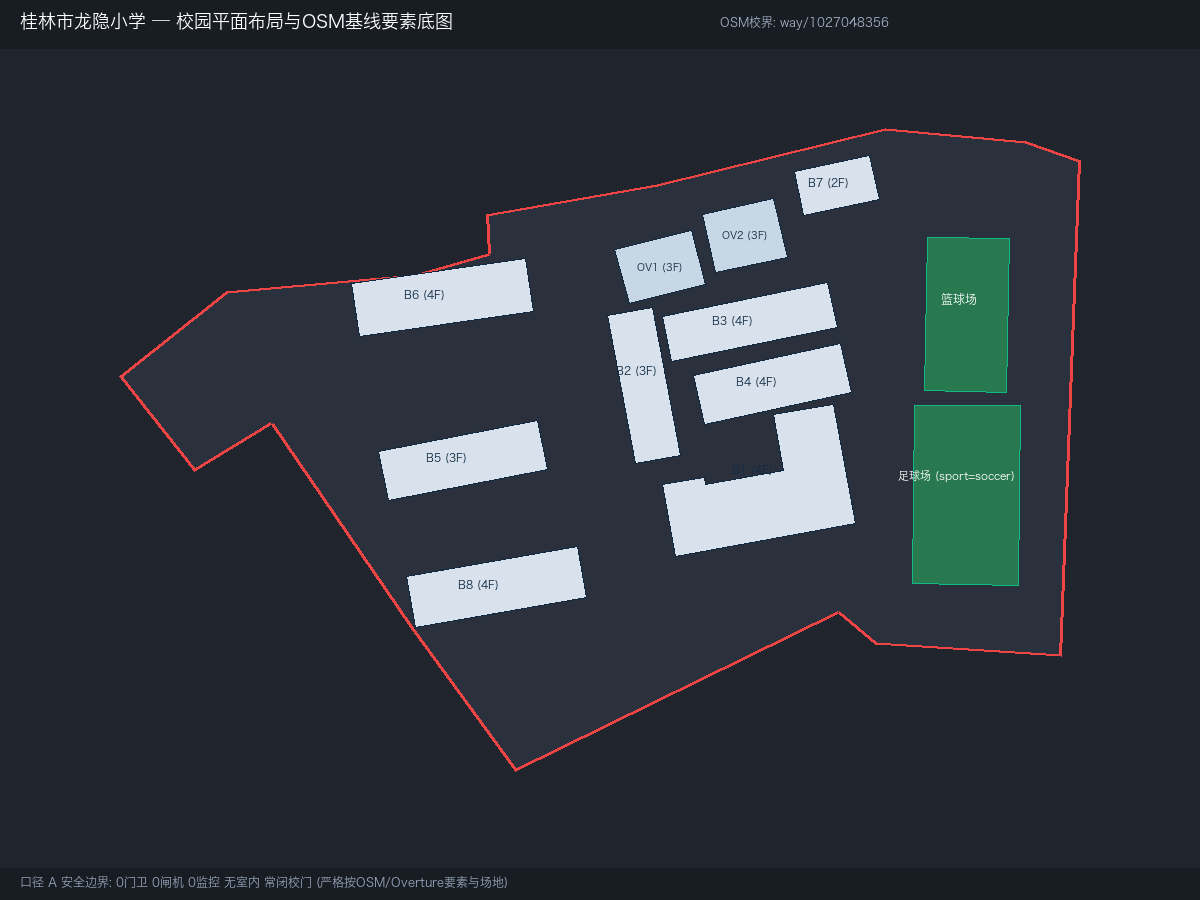 桂林市龙隐小学 — 校园平面布局与OSM基线要素底图
OSM校界: way/1027048356
B7 (2F)
OV2 (3F)
OV1 (3F)
B6 (4F)
篮球场
B3 (4F)
B2 (3F)
B4 (4F)
B5 (3F)
B1 (4F)
足球场 (sport=soccer)
B8 (4F)
口径 A 安全边界: 0门卫 0闸机 0监控 无室内 常闭校门 (严格按OSM/Overture要素与场地)